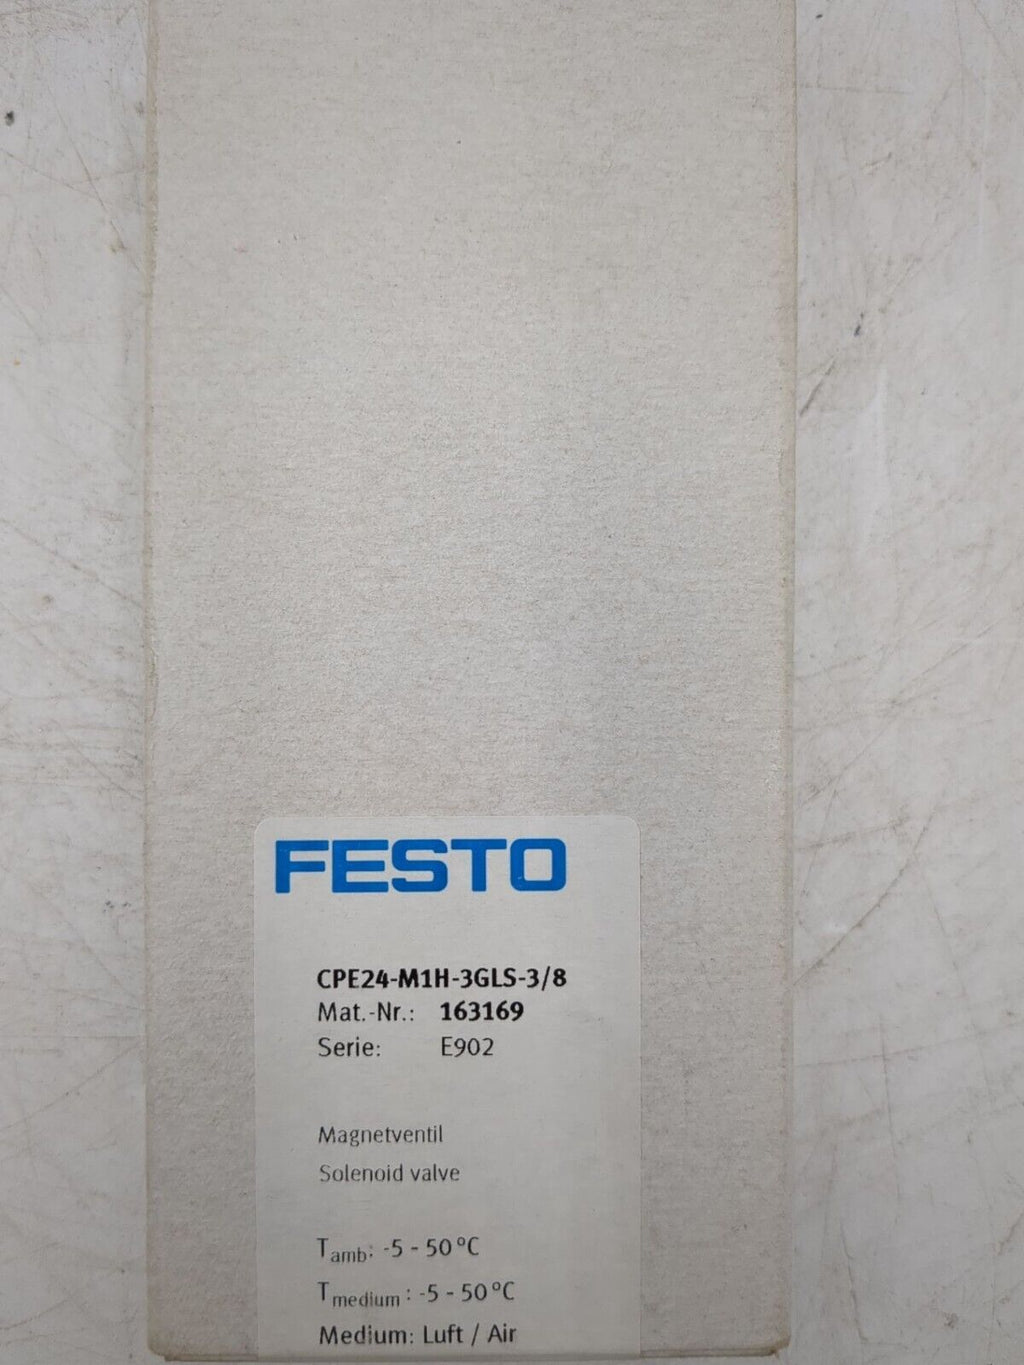 FESTO
CPE24-M1H-3GLS-3/8
Mat.-Nr.: 163169
Serie: E902
Magnetventil
Solenoid valve
Tamb: -5 - 50°C
Tmedium : -5 - 50°C
Medium: Luft / Air